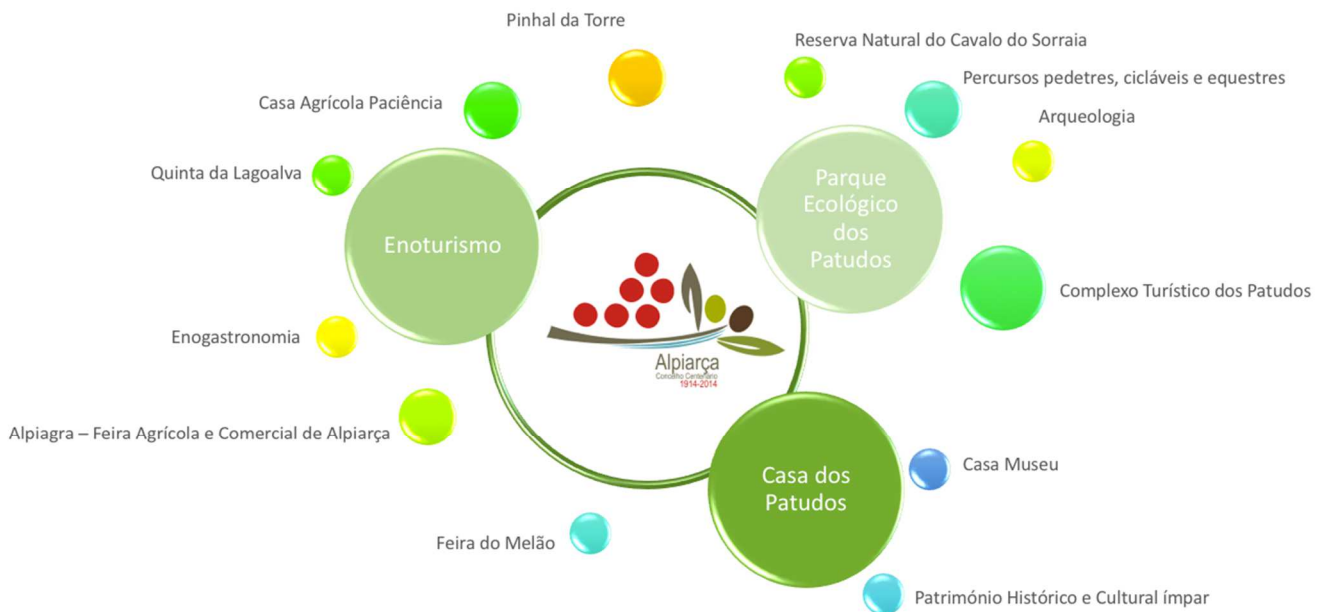 Pinhal da Torre
Reserva Natural do Cavalo do Sorraia
Casa Agrícola Paciência
Percursos pedetres, cicláveis e equestres
Arqueologia
Quinta da Lagoalva
Parque
Ecológico
dos
Patudos
Enoturismo
Complexo Turístico dos Patudos
Enogastronomia
Alpiarça
Concelho Centenário
1914-2014
Alpiagra – Feira Agrícola e Comercial de Alpiarça
Casa dos
Patudos
Casa Museu
Feira do Melão
Património Histórico e Cultural ímpar